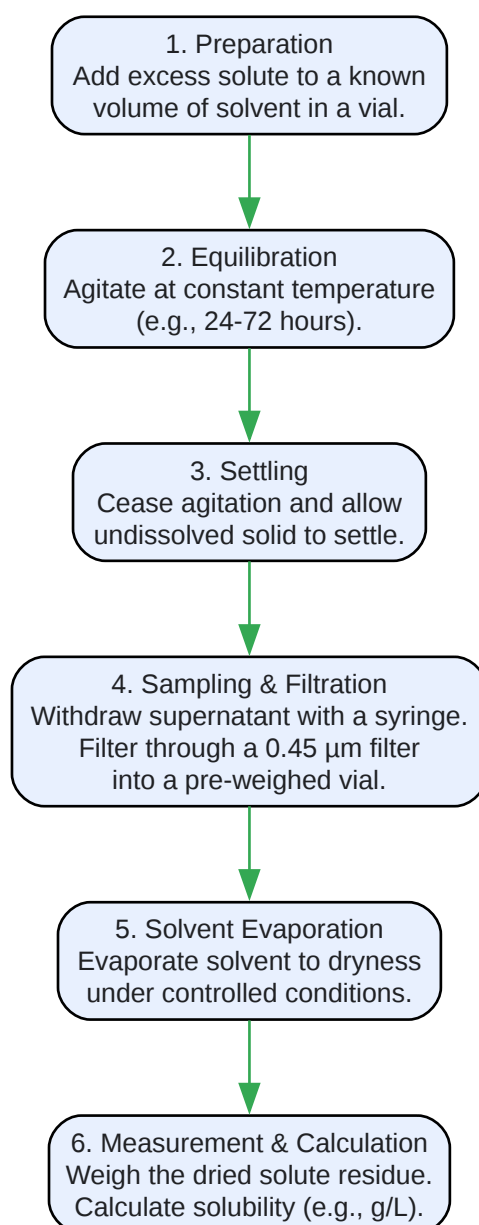 1. Preparation
Add excess solute to a known
volume of solvent in a vial.
2. Equilibration
Agitate at constant temperature
(e.g., 24-72 hours).
3. Settling
Cease agitation and allow
undissolved solid to settle.
4. Sampling & Filtration
Withdraw supernatant with a syringe.
Filter through a 0.45 µm filter
into a pre-weighed vial.
5. Solvent Evaporation
Evaporate solvent to dryness
under controlled conditions.
6. Measurement & Calculation
Weigh the dried solute residue.
Calculate solubility (e.g., g/L).